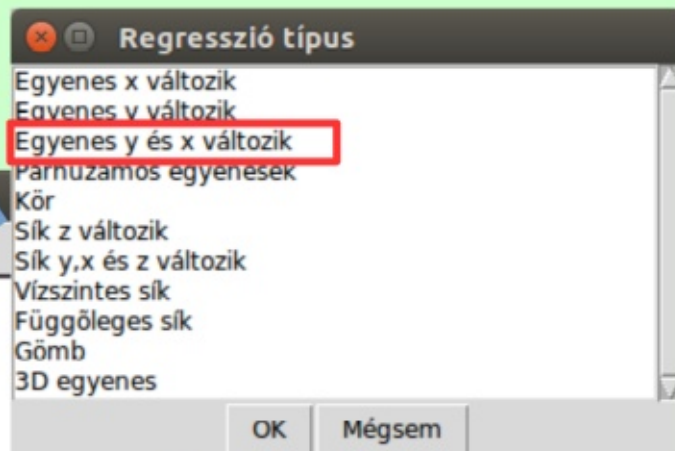 Regresszió típus
Egyenes x változik
Egyenes y változik
Egyenes y és x változik
Párhuzamos egyenesek
Kör
Sík z változik
Sík y,x és z változik
Vízszintes sík
Függõleges sík
Gömb
3D egyenes
OK Mégsem